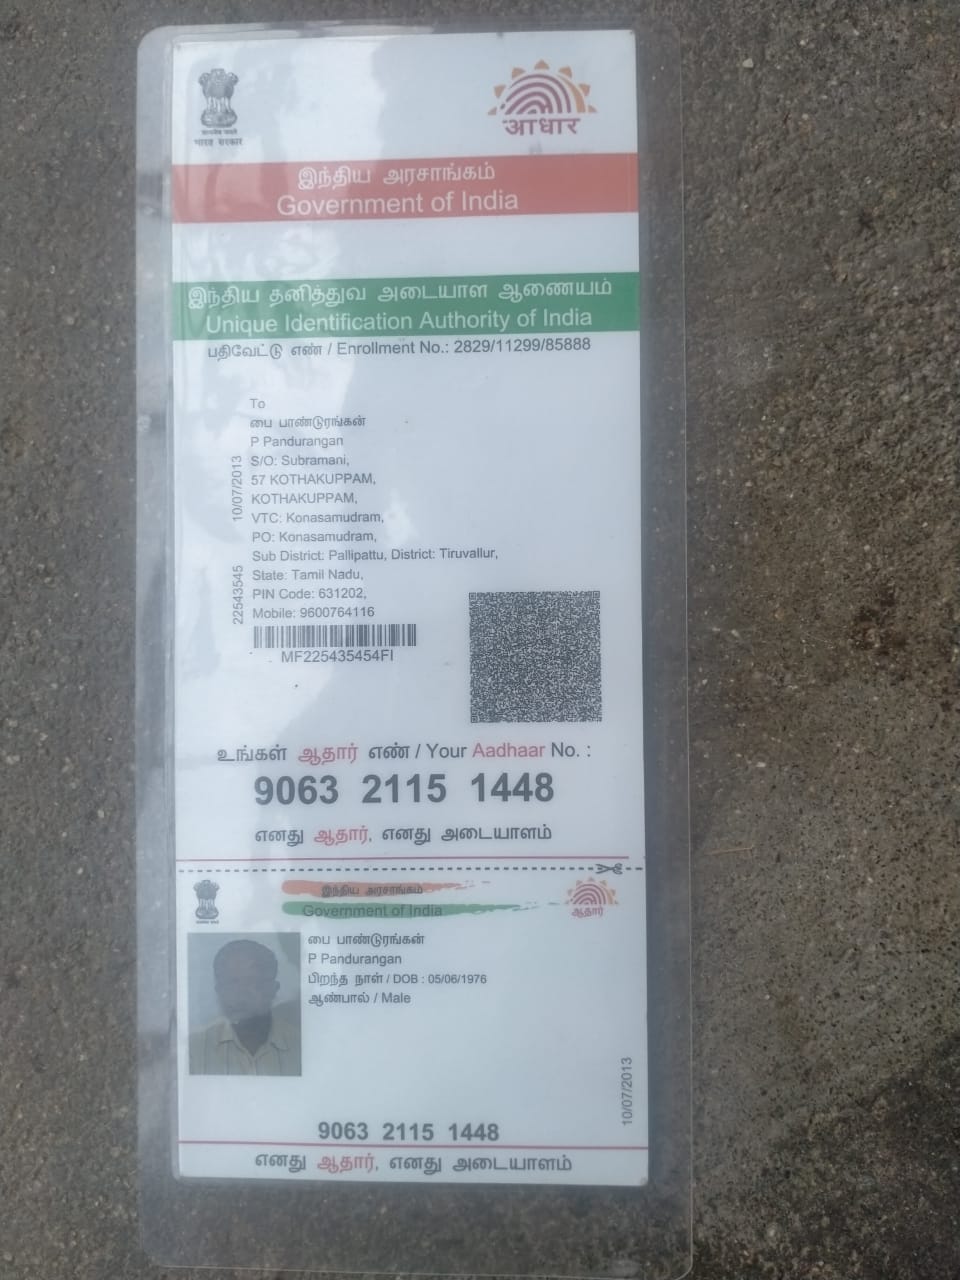 भारत सरकार
आधार
இந்திய அரசாங்கம்
Government of India
இந்திய தனித்துவ அடையாள ஆணையம்
Unique Identification Authority of India
பதிவேட்டு எண் / Enrollment No.: 2829/11299/85888
To
பை பாண்டுரங்கன்
P Pandurangan
S/O: Subramani,
57 KOTHAKUPPAM,
KOTHAKUPPAM,
VTC: Konasamudram,
PO: Konasamudram,
Sub District: Pallipattu, District: Tiruvallur,
State: Tamil Nadu,
PIN Code: 631202,
Mobile: 9600764116
10/07/2013
22543545
MF225435454FI
உங்கள் ஆதார் எண் / Your Aadhaar No. :
9063 2115 1448
எனது ஆதார், எனது அடையாளம்
இந்திய அரசாங்கம்
Government of India
ஆதார்
பை பாண்டுரங்கன்
P Pandurangan
பிறந்த நாள் / DOB : 05/06/1976
ஆண்பால் / Male
10/07/2013
9063 2115 1448
எனது ஆதார், எனது அடையாளம்